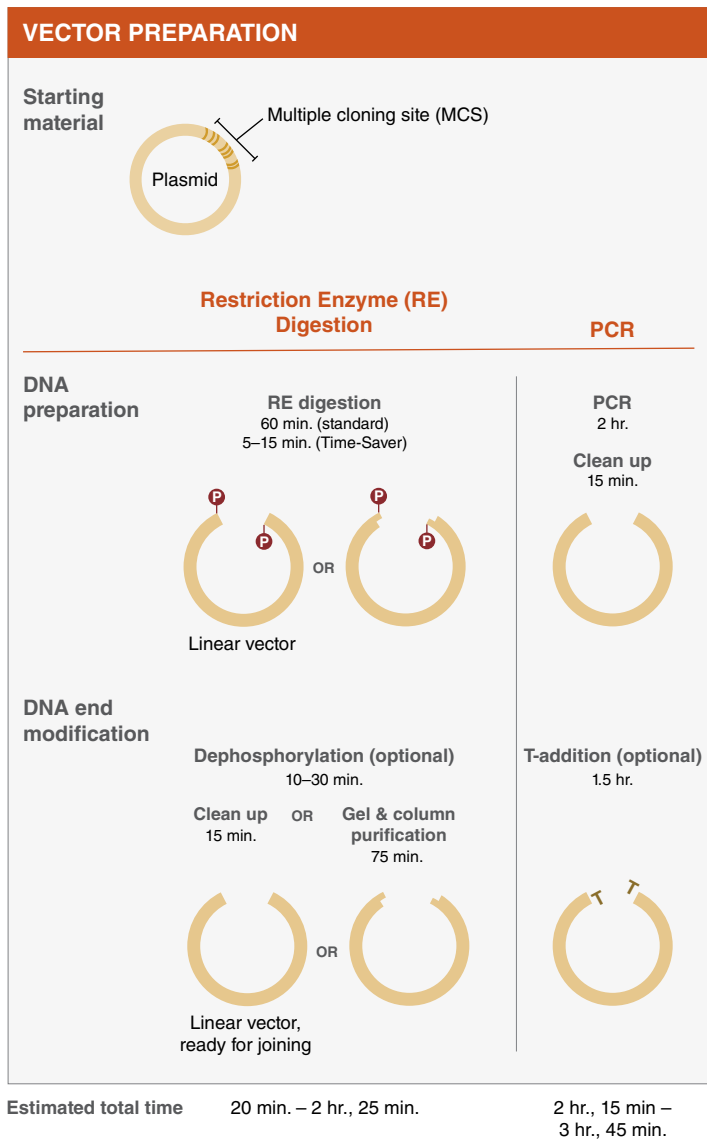 VECTOR PREPARATION
Starting
material
Multiple cloning site (MCS)
Plasmid
Restriction Enzyme (RE)
Digestion
PCR
DNA
preparation
RE digestion
60 min. (standard)
5–15 min. (Time-Saver)
PCR
2 hr.
Clean up
15 min.
P
P
OR
P
P
Linear vector
DNA end
modification
Dephosphorylation (optional)
10–30 min.
Clean up
15 min.
OR
Gel & column
purification
75 min.
T-addition (optional)
1.5 hr.
OR
T
T
Linear vector,
ready for joining
Estimated total time
20 min. – 2 hr., 25 min.
2 hr., 15 min –
3 hr., 45 min.